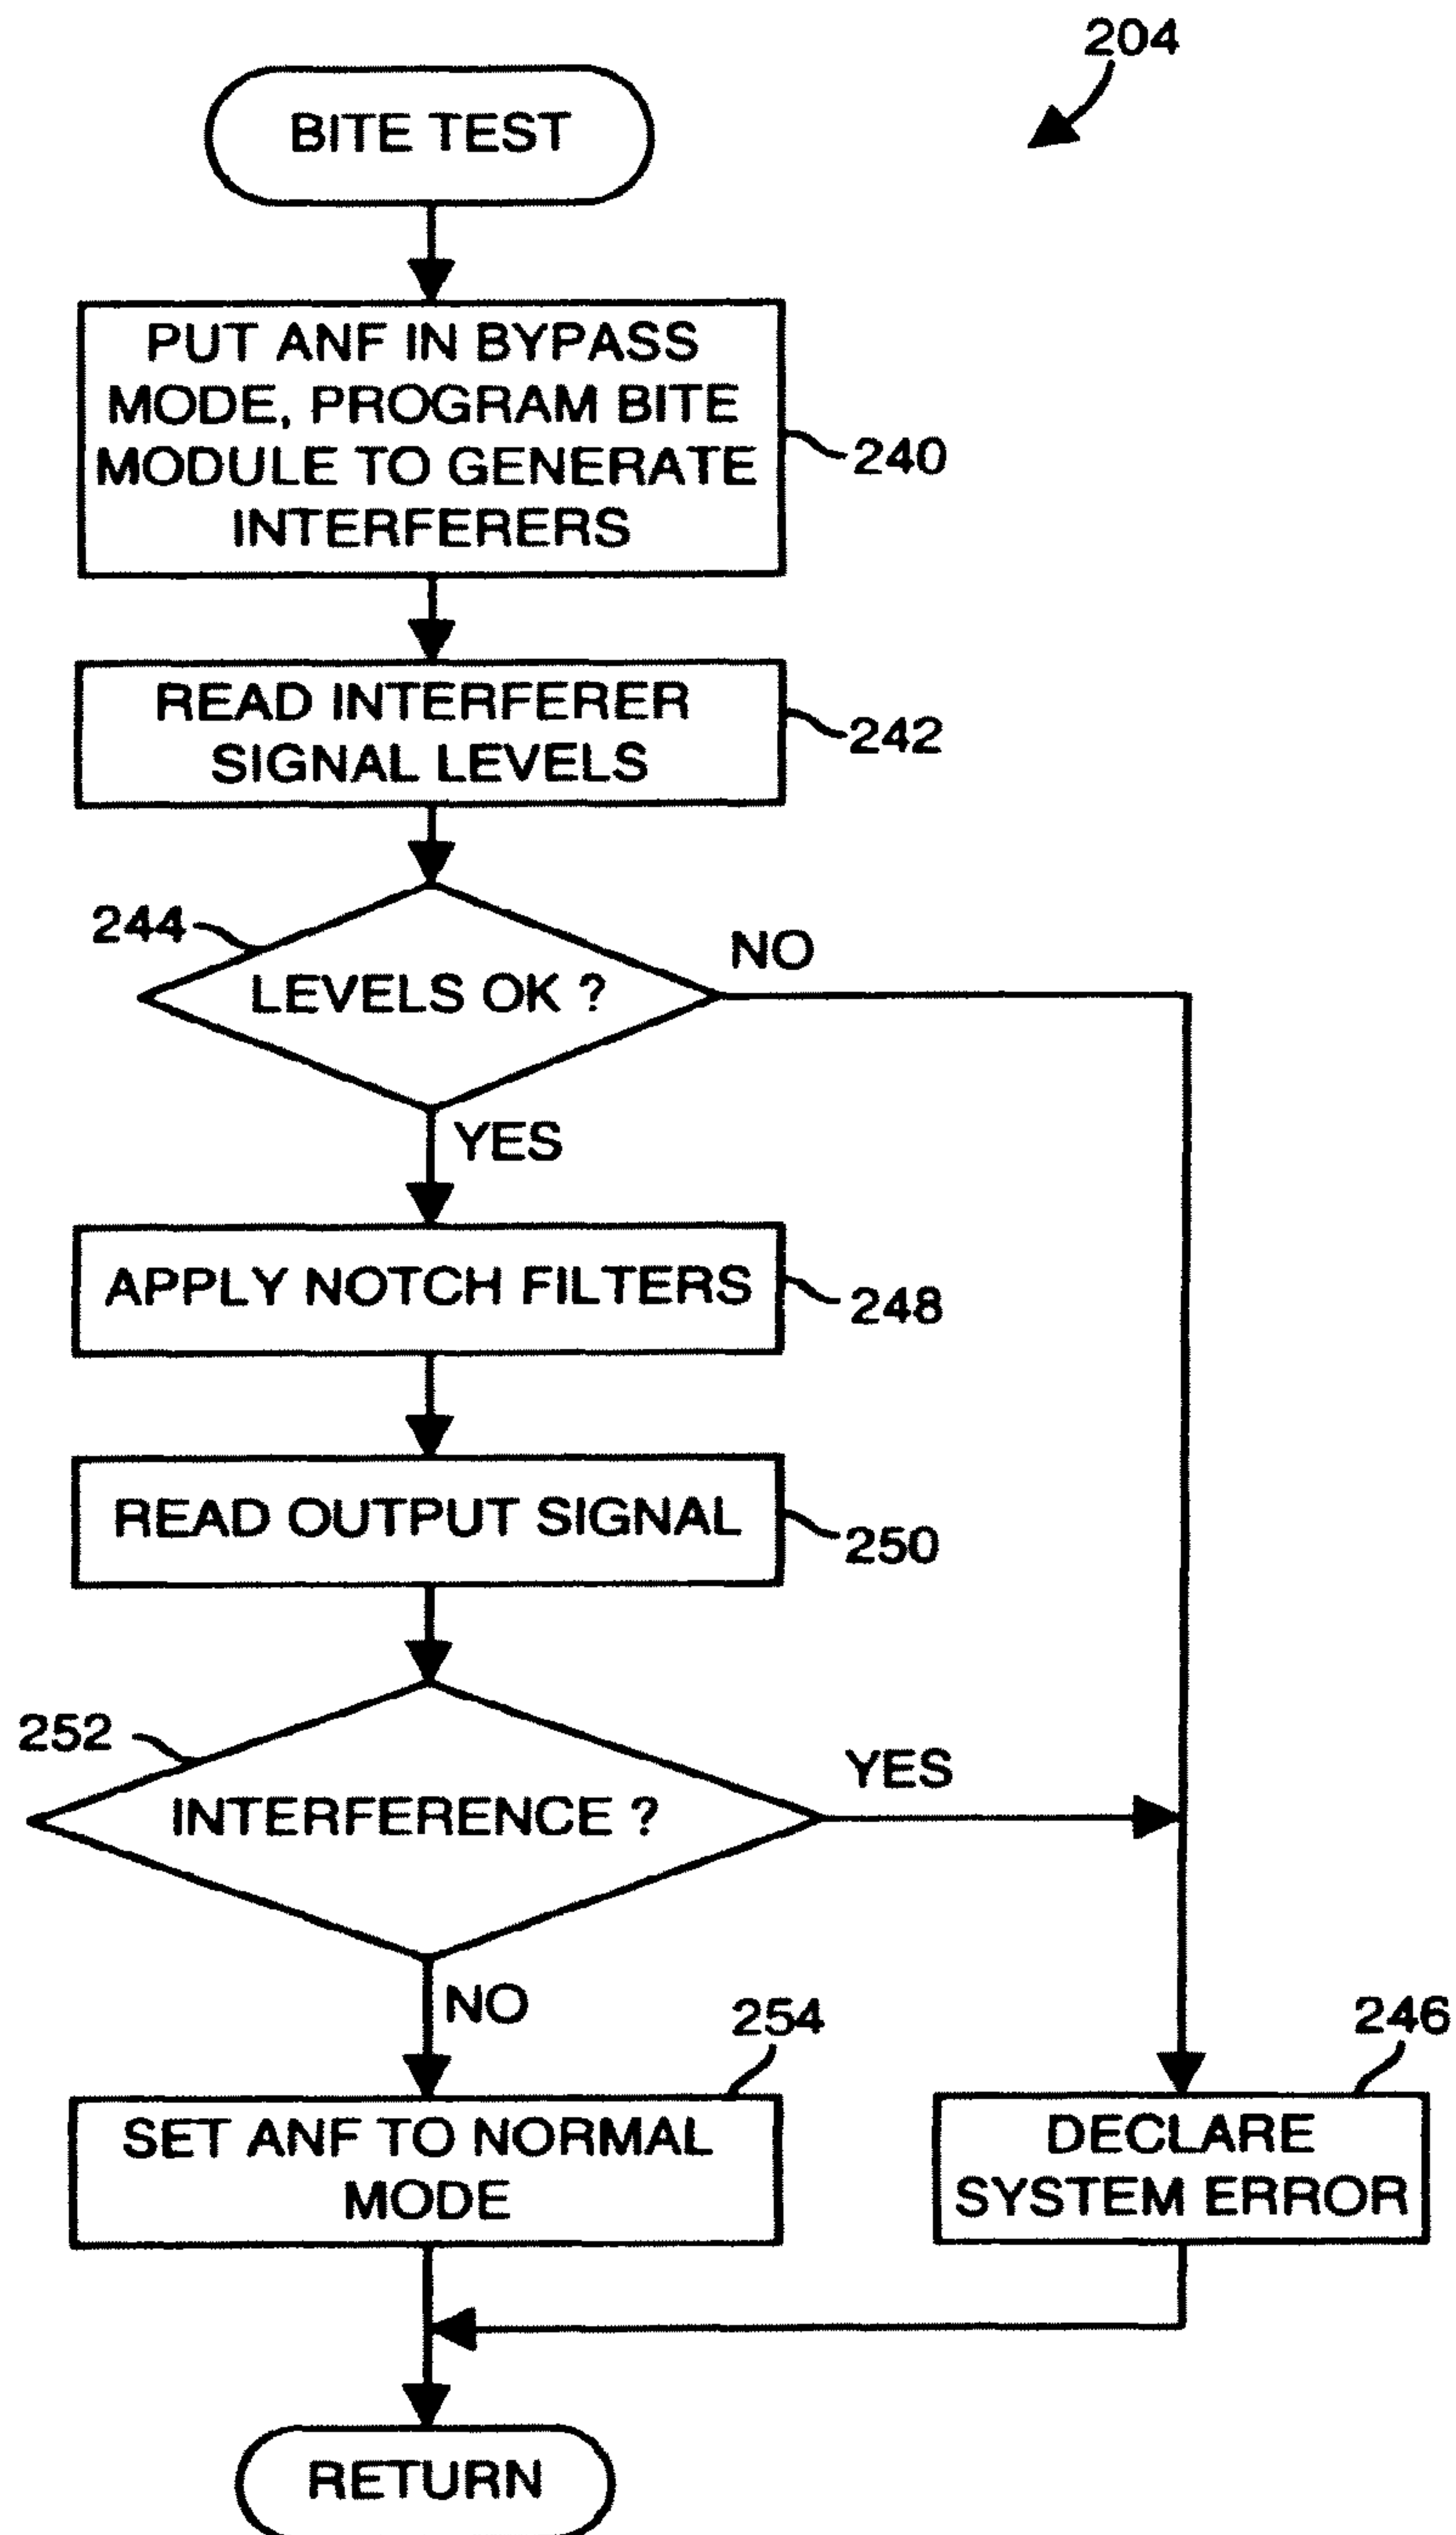 204
BITE TEST
PUT ANF IN BYPASS
MODE, PROGRAM BITE
MODULE TO GENERATE
INTERFERERS
240
READ INTERFERER
SIGNAL LEVELS
242
244
LEVELS OK ?
NO
YES
APPLY NOTCH FILTERS
248
READ OUTPUT SIGNAL
250
252
INTERFERENCE ?
YES
NO
254
SET ANF TO NORMAL
MODE
246
DECLARE
SYSTEM ERROR
RETURN